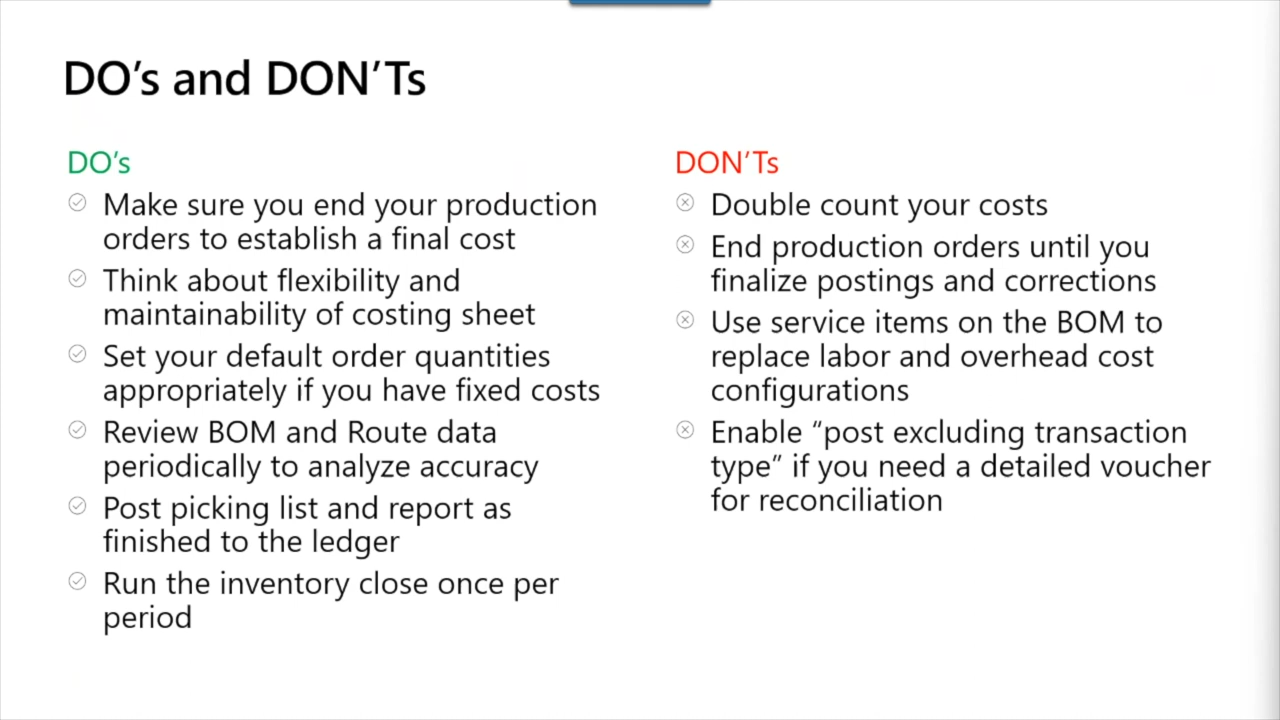 DO’s and DON’Ts
DO’s
Make sure you end your production
orders to establish a final cost
Think about flexibility and
maintainability of costing sheet
Set your default order quantities
appropriately if you have fixed costs
Review BOM and Route data
periodically to analyze accuracy
Post picking list and report as
finished to the ledger
Run the inventory close once per
period
DON’Ts
Double count your costs
End production orders until you
finalize postings and corrections
Use service items on the BOM to
replace labor and overhead cost
configurations
Enable “post excluding transaction
type” if you need a detailed voucher
for reconciliation